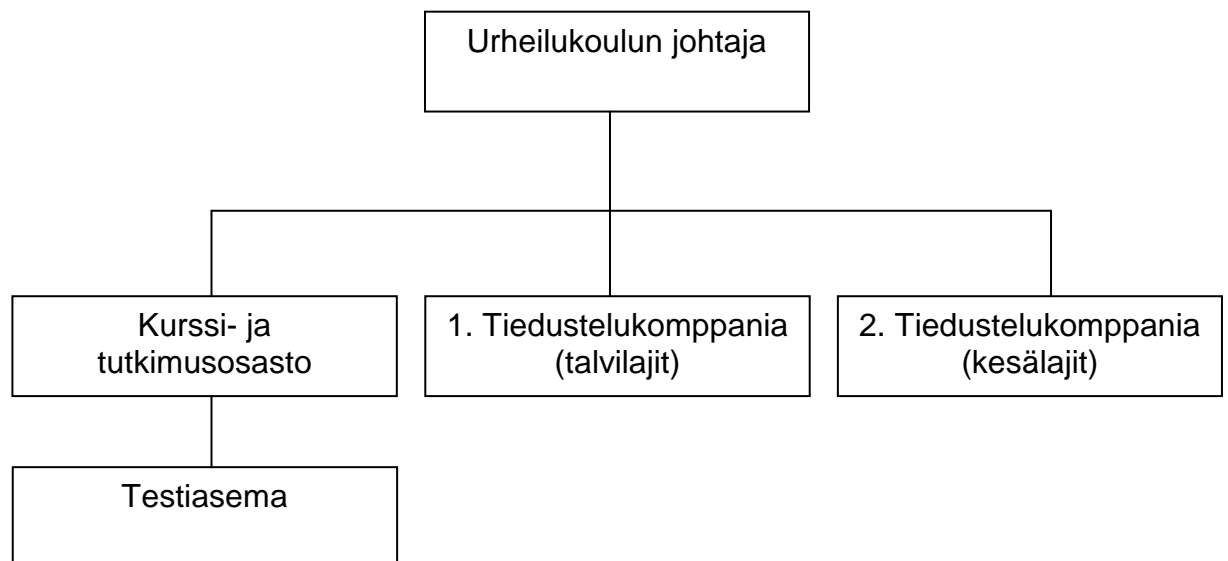 Urheilukoulun johtaja
Kurssi- ja
tutkimusosasto
1. Tiedustelukomppania
(talvilajit)
2. Tiedustelukomppania
(kesälajit)
Testiasema